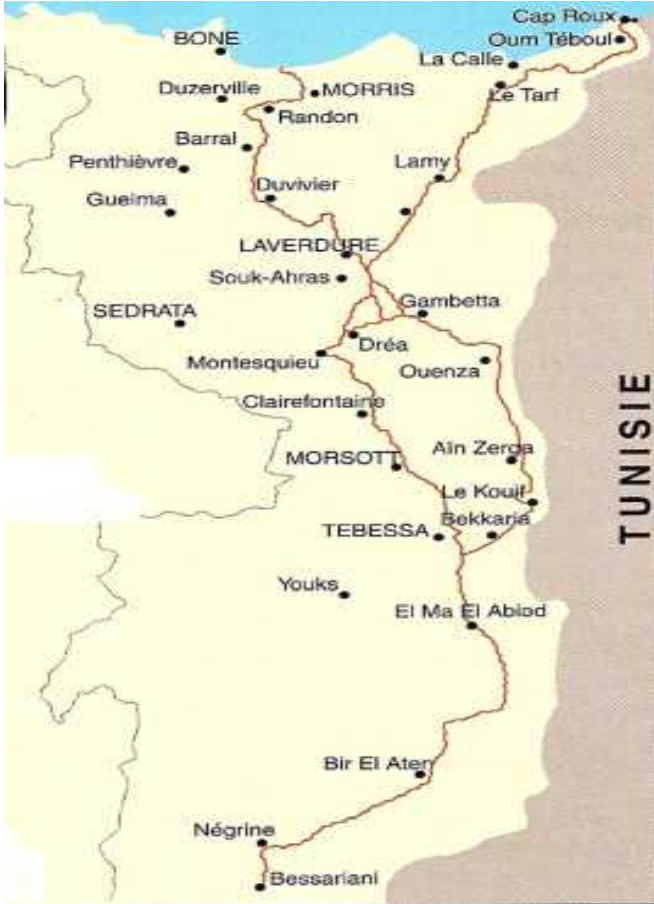 Cap Roux
BONE
Oum Téboul
La Calle
Duzerville
MORRIS
Le Tarf
Randon
Barral
Penthièvre
Lamy
Guelma
Duvivier
LAVERDURE
Souk-Ahras
SEDRATA
Gambetta
Dréa
Montesquieu
Ouenza
TUNISIE
Clairefontaine
Aïn Zerga
MORSOTT
Le Kouif
Bekkaria
TEBESSA
Youks
El Ma El Abiod
Bir El Ater
Négrine
Bessariani